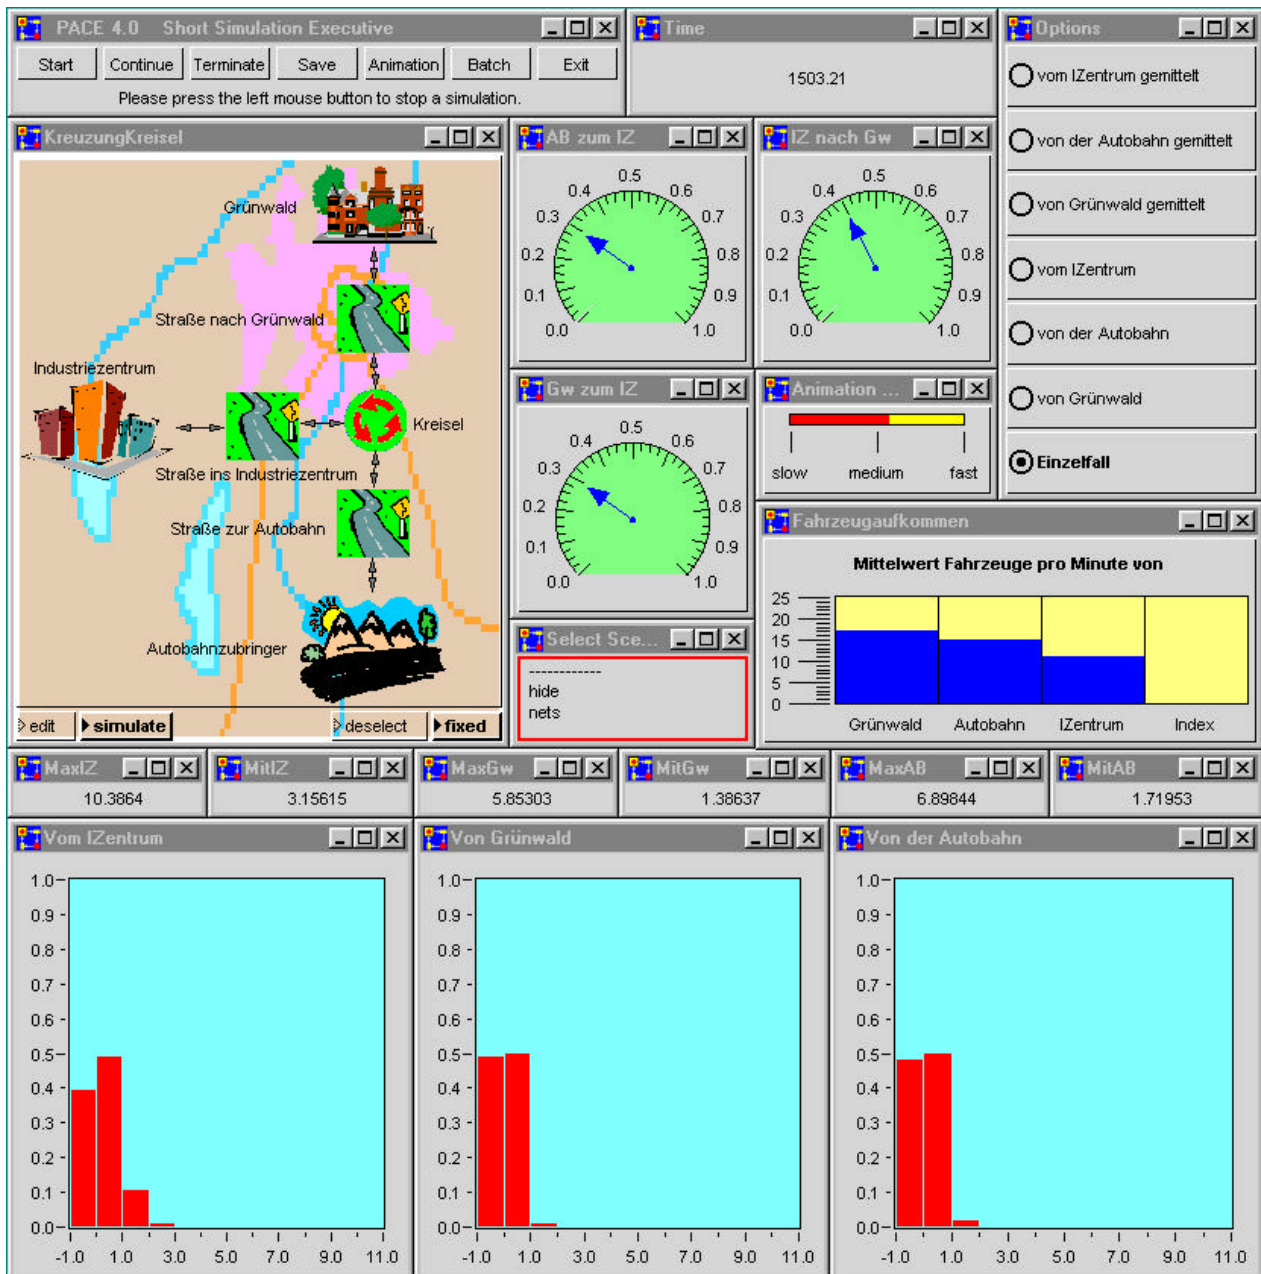 PACE 4.0 Short Simulation Executive
Start Continue Terminate Save Animation Batch Exit
Please press the left mouse button to stop a simulation.
Time
1503.21
Options
vom IZentrum gemittelt
von der Autobahn gemittelt
von Grünwald gemittelt
vom IZentrum
von der Autobahn
von Grünwald
Einzelfall
KreuzungKreisel
Grünwald
Straße nach Grünwald
Industriezentrum
Kreisel
Straße ins Industriezentrum
Straße zur Autobahn
Autobahnzubringer
edit simulate deselect fixed
AB zum IZ
0.0 0.1 0.2 0.3 0.4 0.5 0.6 0.7 0.8 0.9 1.0
IZ nach Gw
0.0 0.1 0.2 0.3 0.4 0.5 0.6 0.7 0.8 0.9 1.0
Gw zum IZ
0.0 0.1 0.2 0.3 0.4 0.5 0.6 0.7 0.8 0.9 1.0
Animation ...
slow medium fast
Select Sce...
------------
hide
nets
Fahrzeugaufkommen
Mittelwert Fahrzeuge pro Minute von
25
20
15
10
5
0
Grünwald Autobahn IZentrum Index
MaxIZ
10.3864
MitIZ
3.15615
MaxGw
5.85303
MitGw
1.38637
MaxAB
6.89844
MitAB
1.71953
Vom IZentrum
1.0
0.9
0.8
0.7
0.6
0.5
0.4
0.3
0.2
0.1
0.0
-1.0 1.0 3.0 5.0 7.0 9.0 11.0
Von Grünwald
1.0
0.9
0.8
0.7
0.6
0.5
0.4
0.3
0.2
0.1
0.0
-1.0 1.0 3.0 5.0 7.0 9.0 11.0
Von der Autobahn
1.0
0.9
0.8
0.7
0.6
0.5
0.4
0.3
0.2
0.1
0.0
-1.0 1.0 3.0 5.0 7.0 9.0 11.0